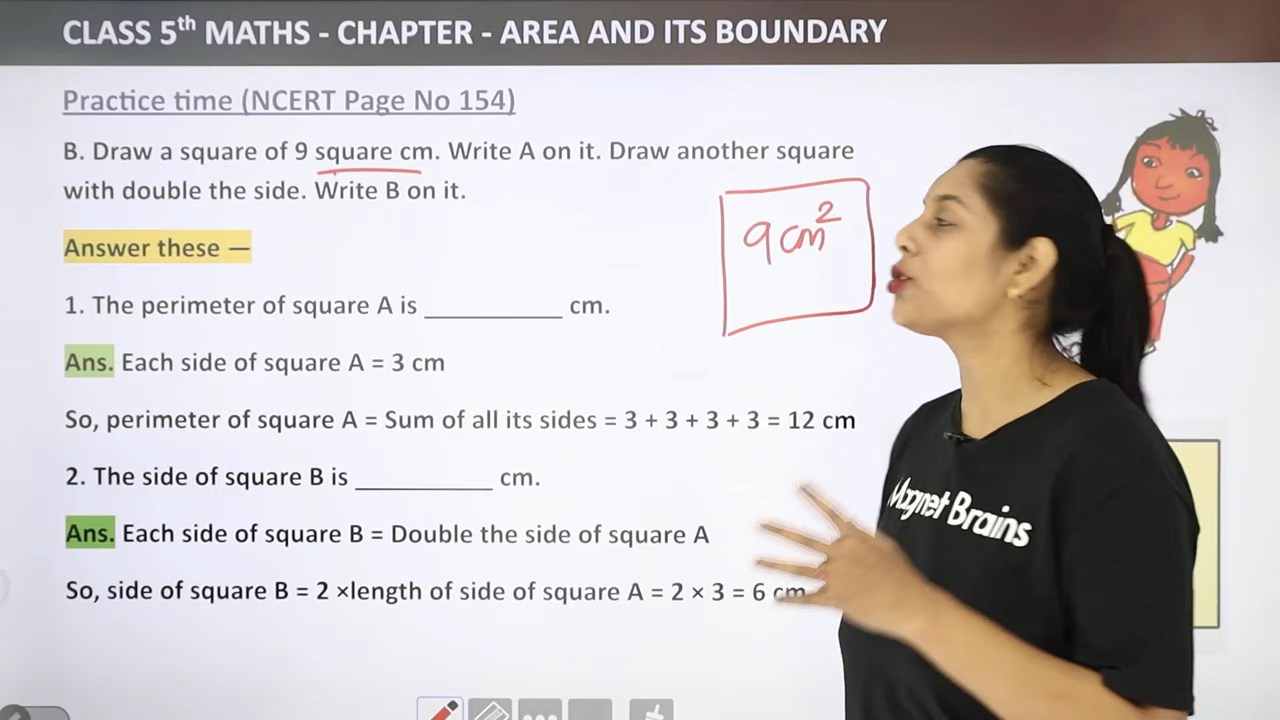 CLASS 5th MATHS - CHAPTER - AREA AND ITS BOUNDARY
Practice time (NCERT Page No 154)
B. Draw a square of 9 square cm. Write A on it. Draw another square
with double the side. Write B on it.
9 cm²
Answer these —
1. The perimeter of square A is __________ cm.
Ans. Each side of square A = 3 cm
So, perimeter of square A = Sum of all its sides = 3 + 3 + 3 + 3 = 12 cm
2. The side of square B is __________ cm.
Ans. Each side of square B = Double the side of square A
So, side of square B = 2 ×length of side of square A = 2 × 3 = 6 cm
Magnet Brains